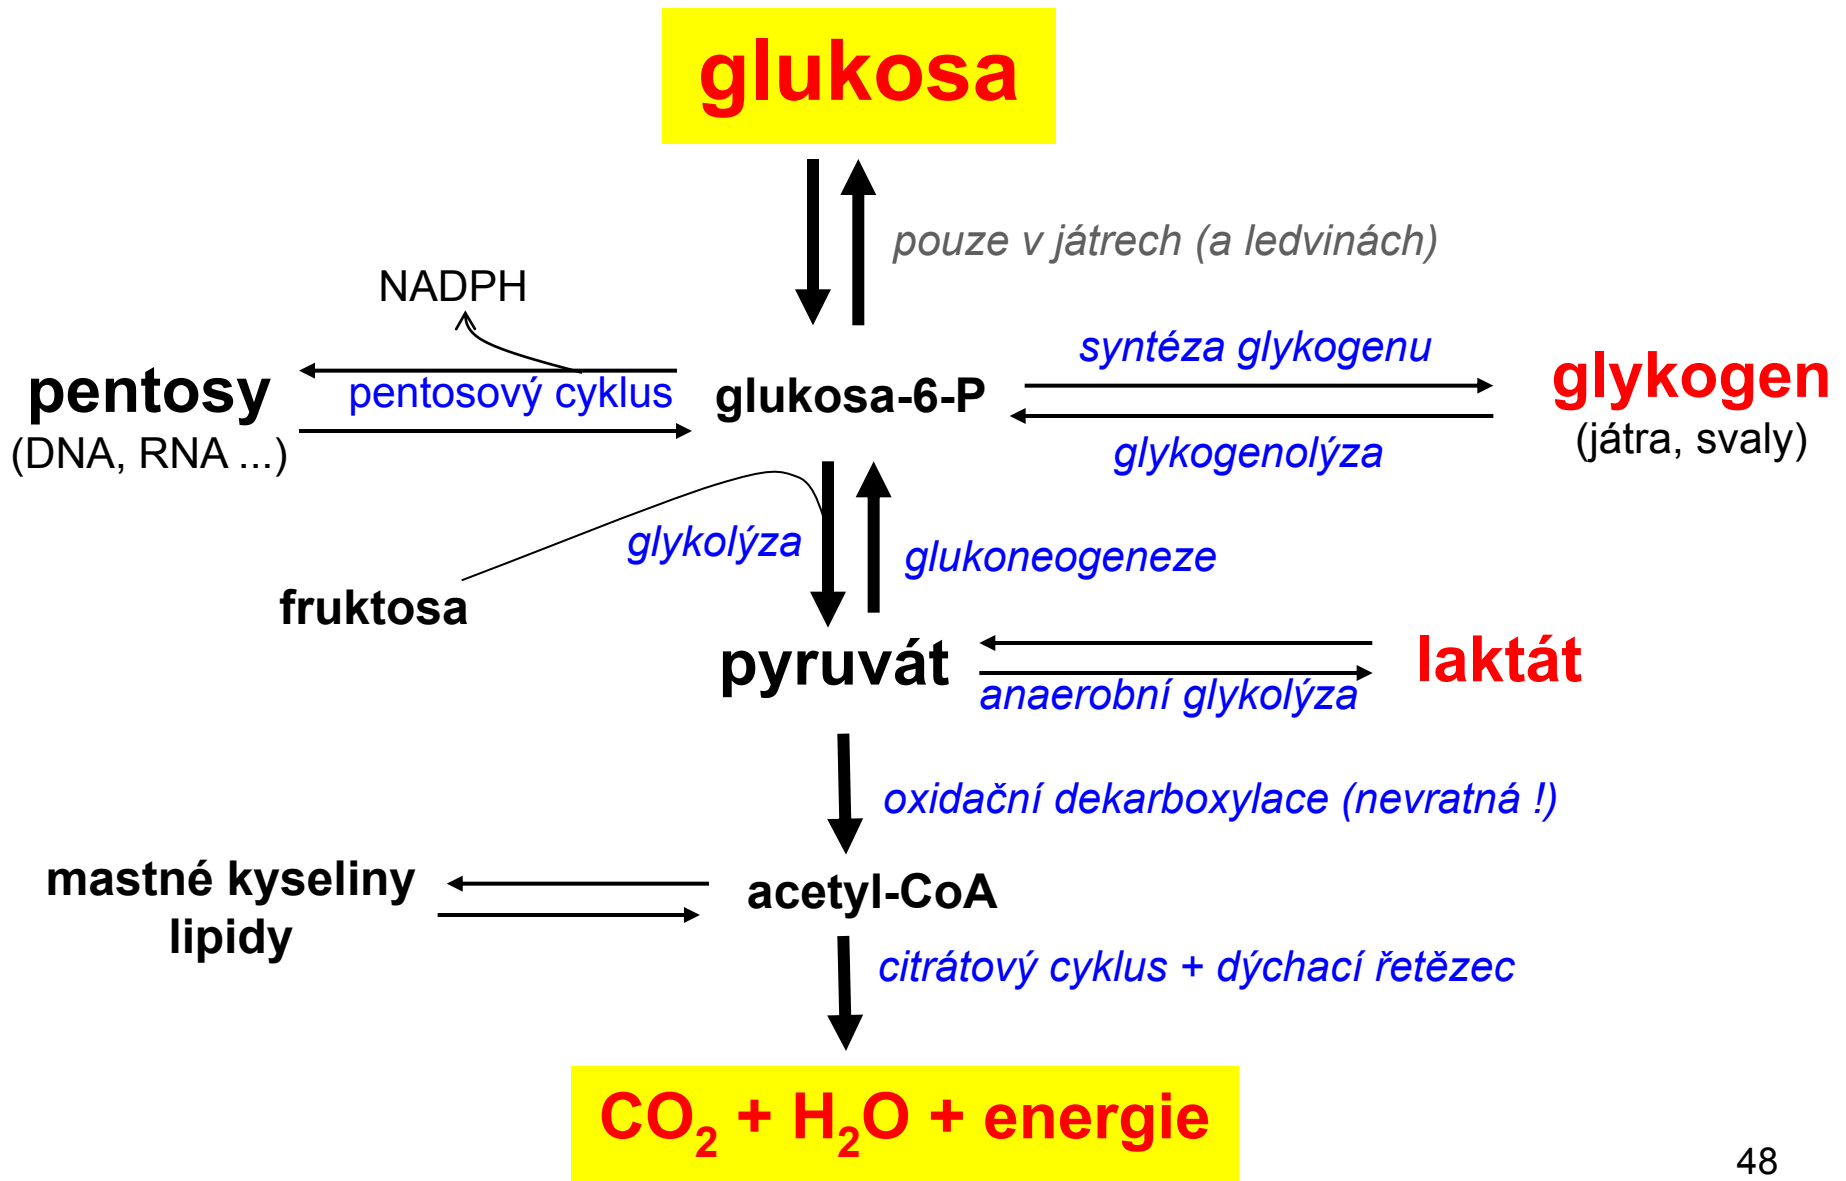 glukosa
pouze v játrech (a ledvinách)
NADPH
syntéza glykogenu
pentosy
pentosový cyklus
glukosa-6-P
glykogen
(DNA, RNA ...)
glykogenolýza
(játra, svaly)
glykolýza
glukoneogeneze
fruktosa
pyruvát
laktát
anaerobní glykolýza
oxidační dekarboxylace (nevratná !)
mastné kyseliny
lipidy
acetyl-CoA
citrátový cyklus + dýchací řetězec
CO₂ + H₂O + energie
48